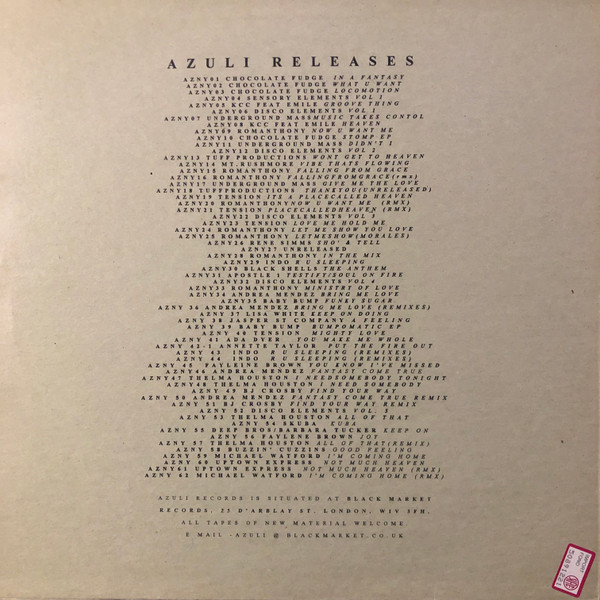 AZULI RELEASES
AZNY01 CHOCOLATE FUDGE IN A FANTASY
AZNY02 CHOCOLATE FUDGE WHAT U WANT
AZNY03 CHOCOLATE FUDGE LOCOMOTION
AZNY04 SENSORY ELEMENTS VOL 1
AZNY05 KCC FEAT EMILE GROOVE THING
AZNY06 DISCO ELEMENTS VOL 1
AZNY07 UNDERGROUND MASSMUSIC TAKES CONTOL
AZNY08 KCC FEAT EMILE HEAVEN
AZNY09 ROMANTHONY NOW U WANT ME
AZNY10 CHOCOLATE FUDGE STOMP EP
AZNY11 UNDERGROUND MASS DIDN'T I
AZNY12 DISCO ELEMENTS VOL 2
AZNY13 TUFF PRODUCTIONS WONT GET TO HEAVEN
AZNY14 MT.RUSHMORE VIBE THATS FLOWING
AZNY15 ROMANTHONY FALLING FROM GRACE
AZNY16 ROMANTHONY FALLINGFROMGRACE(rmx)
AZNY17 UNDERGROUND MASS GIVE ME THE LOVE
AZNY18 TUFFPRODUCTIONS THANKYOU(UNRELEASED)
AZNY19 TENSION ITS A PLACECALLED HEAVEN
AZNY20 ROMANTHONYNOW U WANT ME (RMX)
AZNY21 TENSION PLACECALLEDHEAVEN (RMX)
AZNY22 DISCO ELEMENTS VOL 3
AZNY23 TENSION LOVE ME HOLD ME
AZNY24 ROMANTHONY LET ME SHOW YOU LOVE
AZNY25 ROMANTHONY LETMEXHOW(MORALES)
AZNY26 RENE SIMMS SHO' & TELL
AZNY27 UNRELEASED
AZNY28 ROMANTHONY IN THE MIX
AZNY29 INDO R U SLEEPING
AZNY30 BLACK SHELLS THE ANTHEM
AZNY31 APOSTLE 1 TESTIFY/SOUL ON FIRE
AZNY32 DISCO ELEMENTS VOL 4
AZNY33 ROMANTHONY MINISTRY OF LOVE
AZNY34 ANDREA MENDEZ BRING ME LOVE
AZNY35 BABY BUMP FUNKY SUGAR
AZNY 36 ANDREA MENDEZ BRING ME LOVE (REMIXES)
AZNY 37 LISA WHITE KEEP ON DOING
AZNY 38 JASPER ST COMPANY A FEELING
AZNY 39 BABY BUMP BUMPOMATIC EP
AZNY 40 TENSION MIGHTY LOVE
AZNY 41 ADA DYER YOU MAKE ME WHOLE
AZNY 42-1 ANNETTE TAYLOR PUT THE FIRE OUT
AZNY 43 INDO R U SLEEPING (REMIXES)
AZNY 44 INDO R U SLEEPING (REMIXES)
AZNY 45 FAYLEINE BROWN YOU KNOW I'VE MISSED
AZNY46 ANDREA MENDEZ FANTASY COME TRUE
AZNY47 THELMA HOUSTON I NEEDSOMEBODY TONIGHT
AZNY48 THELMA HOUSTON I NEED SOMEBODY
AZNY 49 BJ CROSBY FIND YOUR WAY
AZNY 50 ANDREA MENDEZ FANTASY COME TRUE REMIX
AZNY 51 BJ CROSBY FIND YOUR WAY REMIX
AZNY 52 DISCO ELEMENTS VOL. 5
AZNY 53 THELMA HOUSTON ALL OF THAT
AZNY 54 SKUBA KUBA
AZNY 55 DEEP BROS/BARBARA TUCKER KEEP ON
AZNY 56 FAYLENE BROWN JOY
AZNY 57 THELMA HOUSTON ALL OF THAT(REMIX)
AZNY 58 BUZZIN' CUZZINS GOOD FEELING
AZNY 59 MICHAEL WATFORD I'M COMING HOME
AZNY 60 UPTOWN EXPRESS NOT MUCH HEAVEN
AZNY61 UPTOWN EXPRESS NOT MUCH HEAVEN (RMX)
AZNY 62 MICHAEL WATFORD I'M COMING HOME (RMX)
AZULI RECORDS IS SITUATED AT BLACK MARKET
RECORDS. 25 D'ARBLAY ST. LONDON, W1V 3FH.
ALL TAPES OF NEW MATERIAL WELCOME
E MAIL -AZULI @ BLACKMARKET.CO.UK